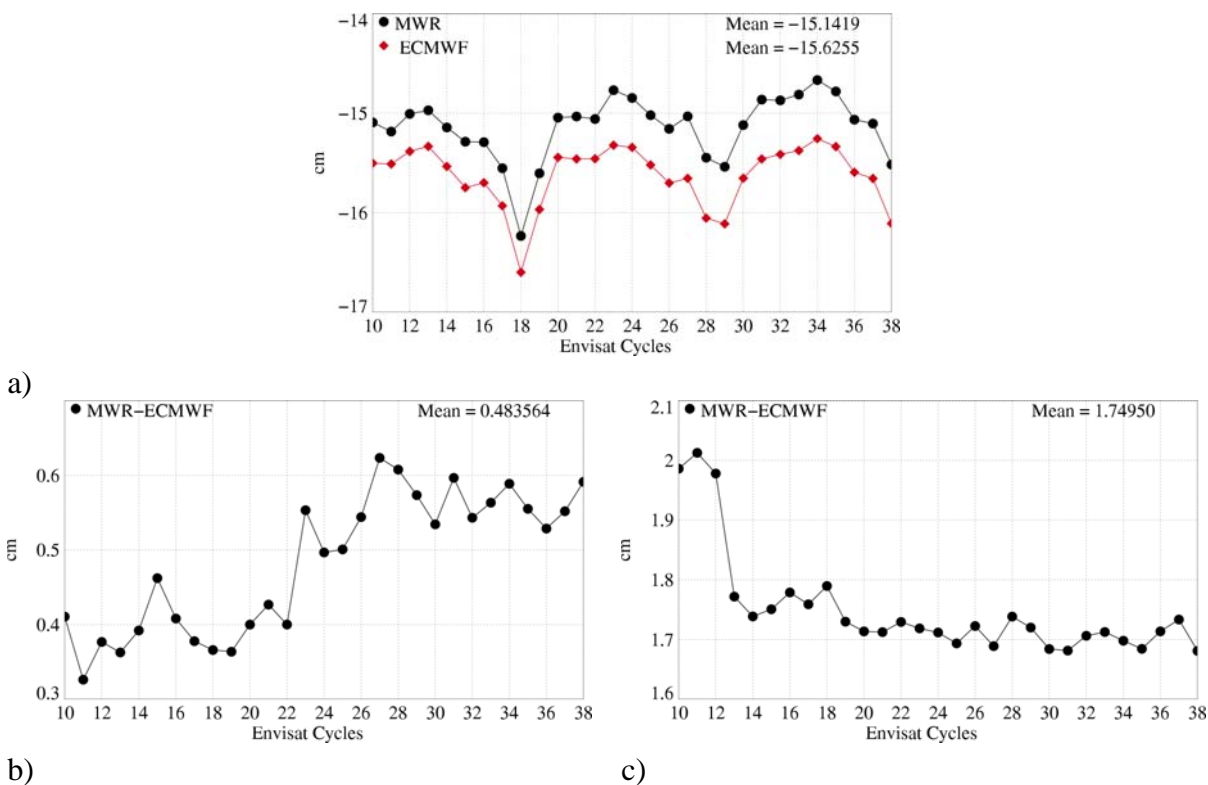 MWR Mean = −15.1419
ECMWF Mean = −15.6255
−14
−15
−16
−17
cm
10 12 14 16 18 20 22 24 26 28 30 32 34 36 38
Envisat Cycles
a)
MWR−ECMWF Mean = 0.483564
0.6
0.5
0.4
0.3
cm
10 12 14 16 18 20 22 24 26 28 30 32 34 36 38
Envisat Cycles
b)
MWR−ECMWF Mean = 1.74950
2.1
2
1.9
1.8
1.7
1.6
cm
10 12 14 16 18 20 22 24 26 28 30 32 34 36 38
Envisat Cycles
c)